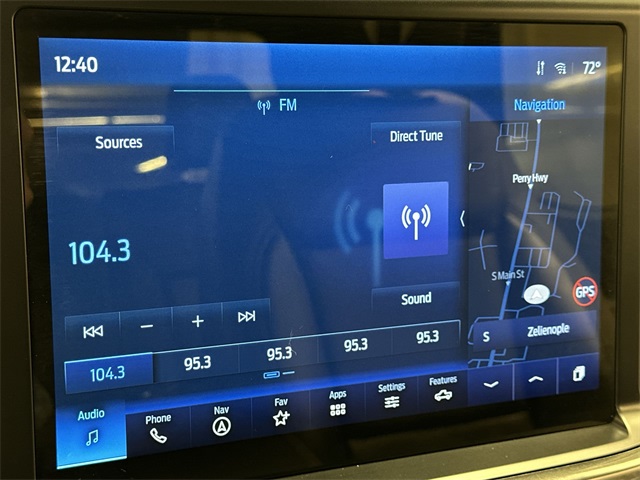 12:40
72°
FM
Navigation
Sources
Direct Tune
Perry Hwy
104.3
S Main St
GPS
Sound
S
Zelienople
104.3
95.3
95.3
95.3
95.3
Audio
Phone
Nav
Fav
Apps
Settings
Features